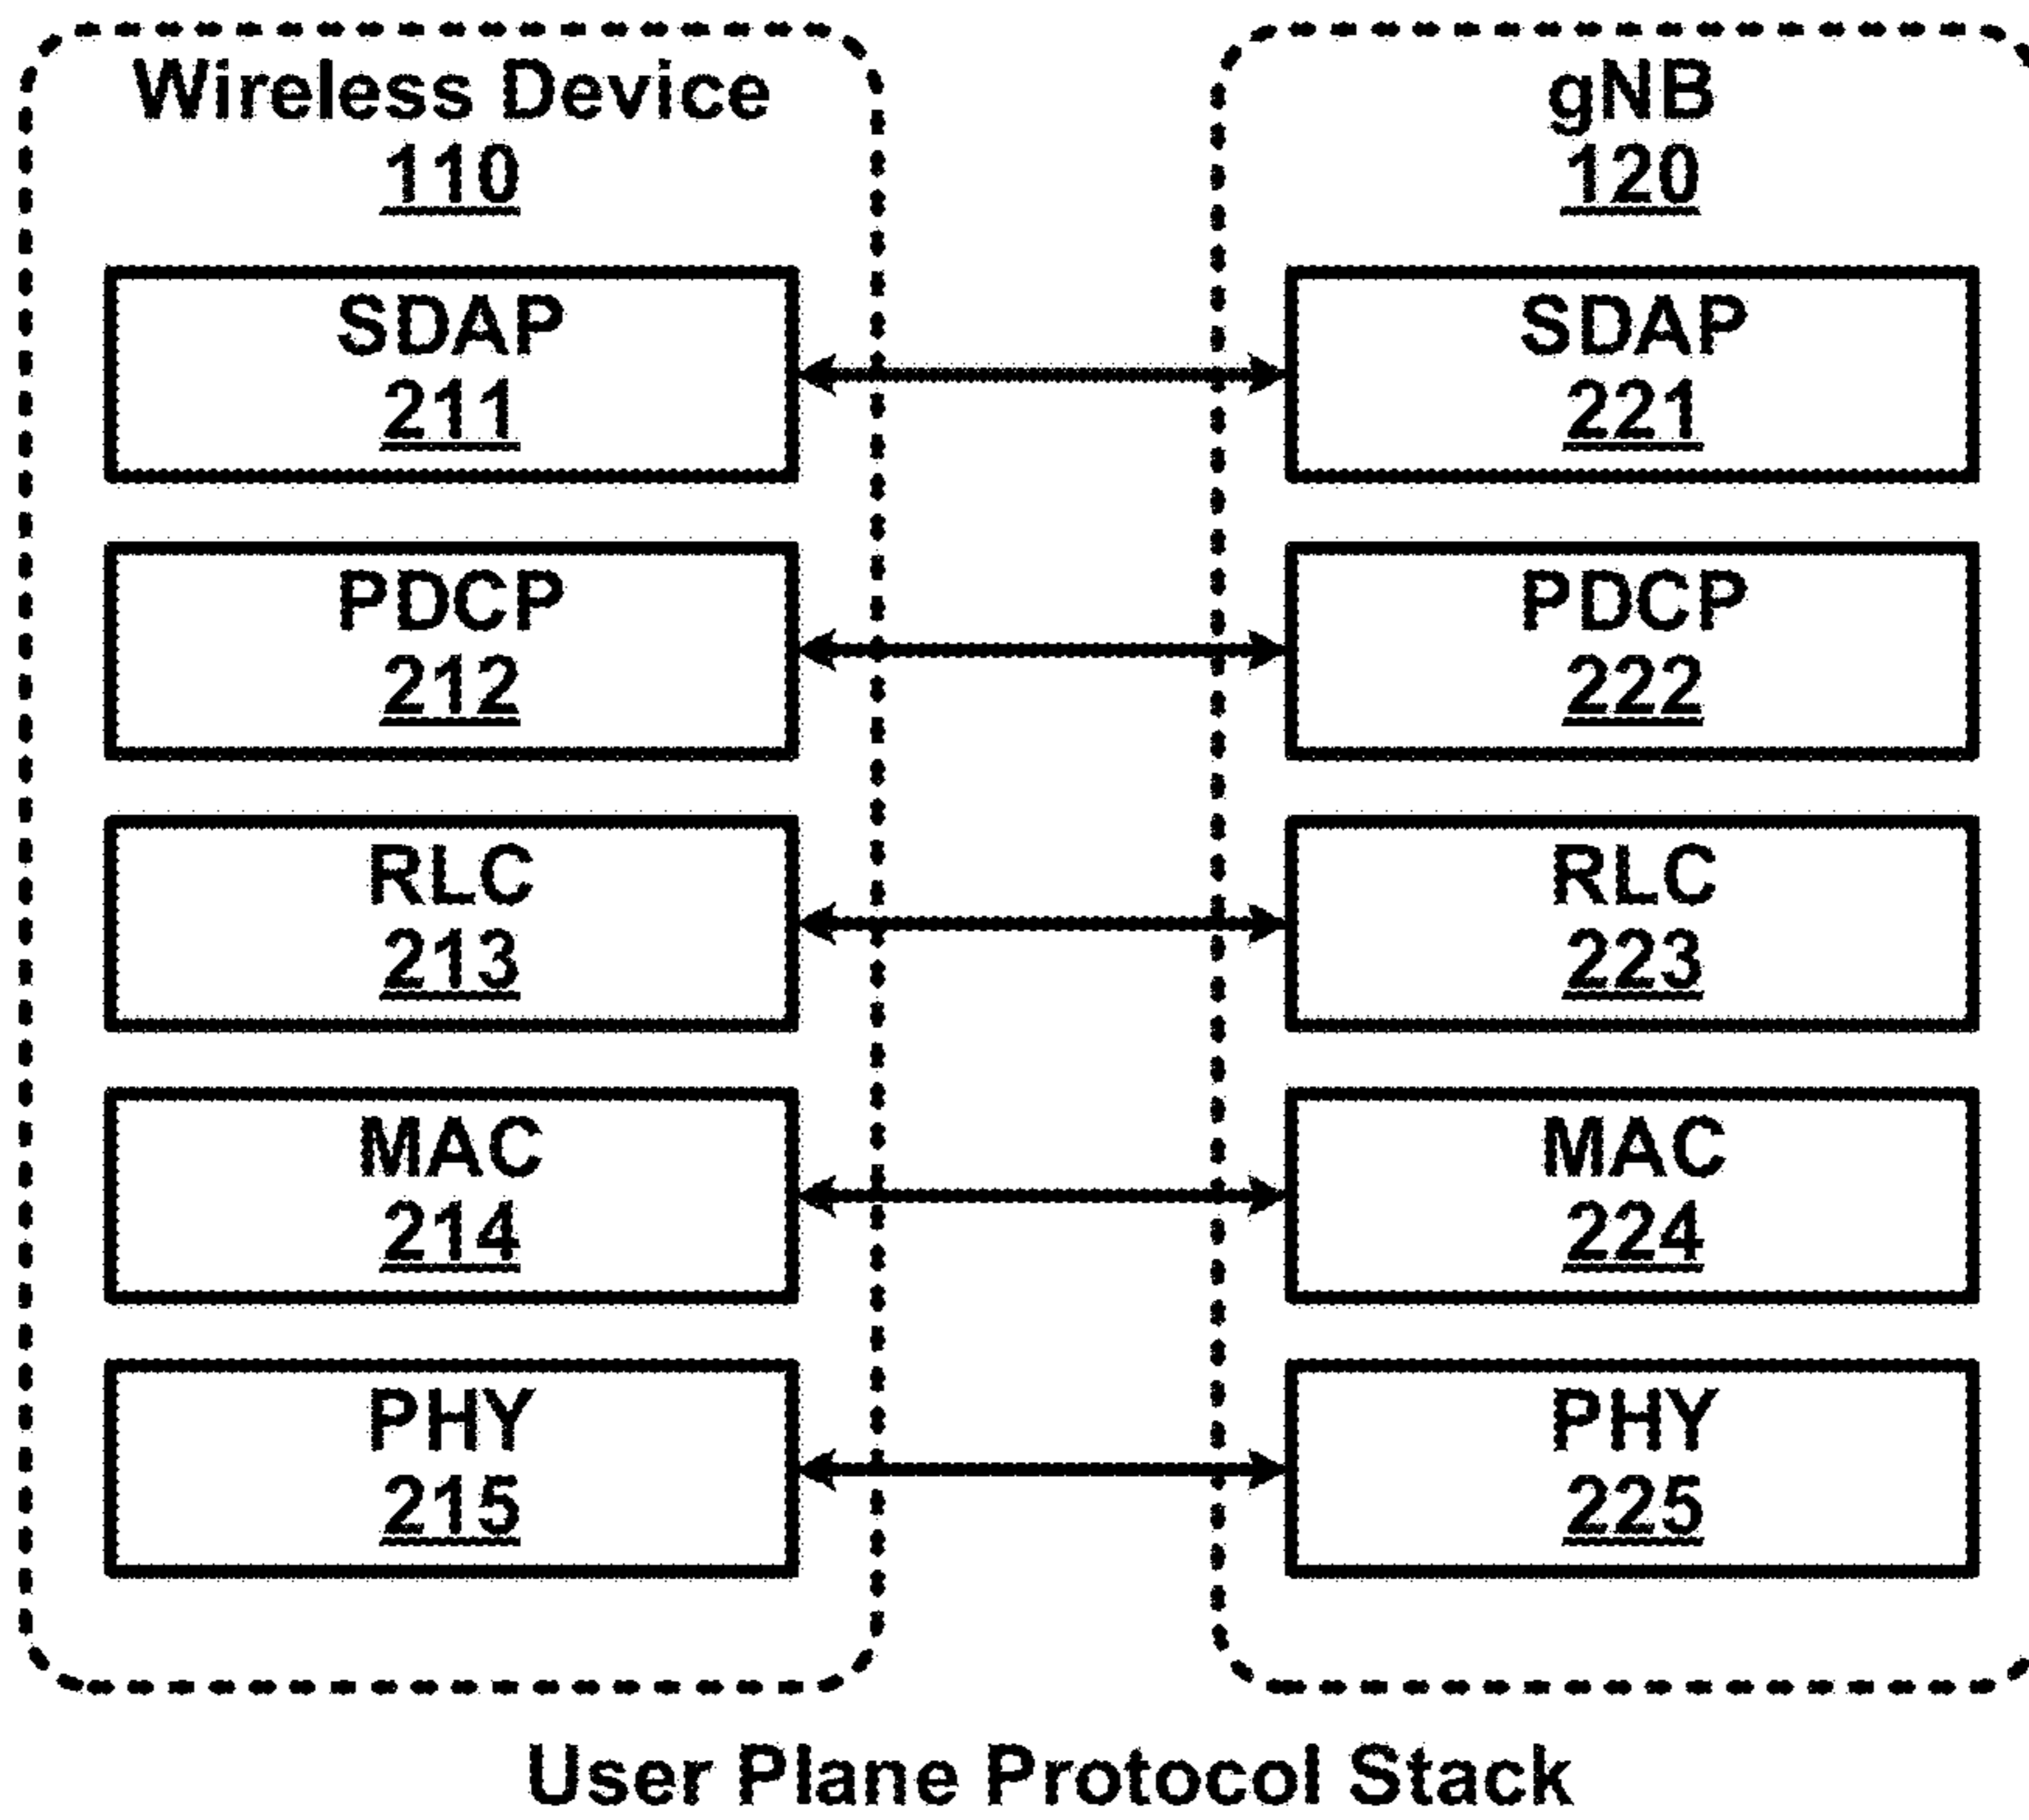 Wireless Device
110
gNB
120
SDAP
211
SDAP
221
PDCP
212
PDCP
222
RLC
213
RLC
223
MAC
214
MAC
224
PHY
215
PHY
225
User Plane Protocol Stack